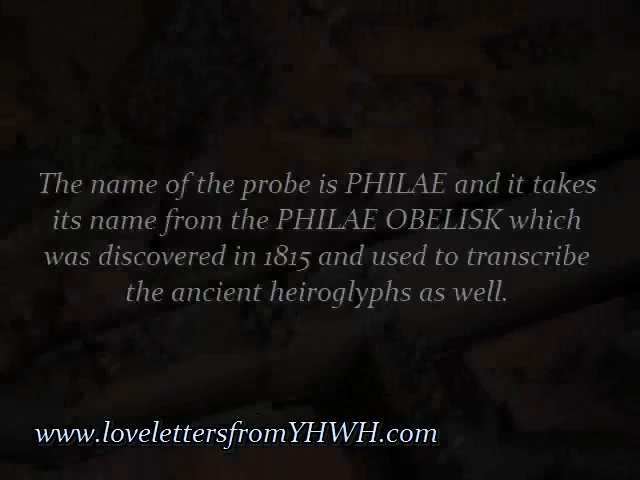 The name of the probe is PHILAE and it takes
its name from the PHILAE OBELISK which
was discovered in 1815 and used to transcribe
the ancient heiroglyphs as well.
www.lovelettersfromYHWH.com